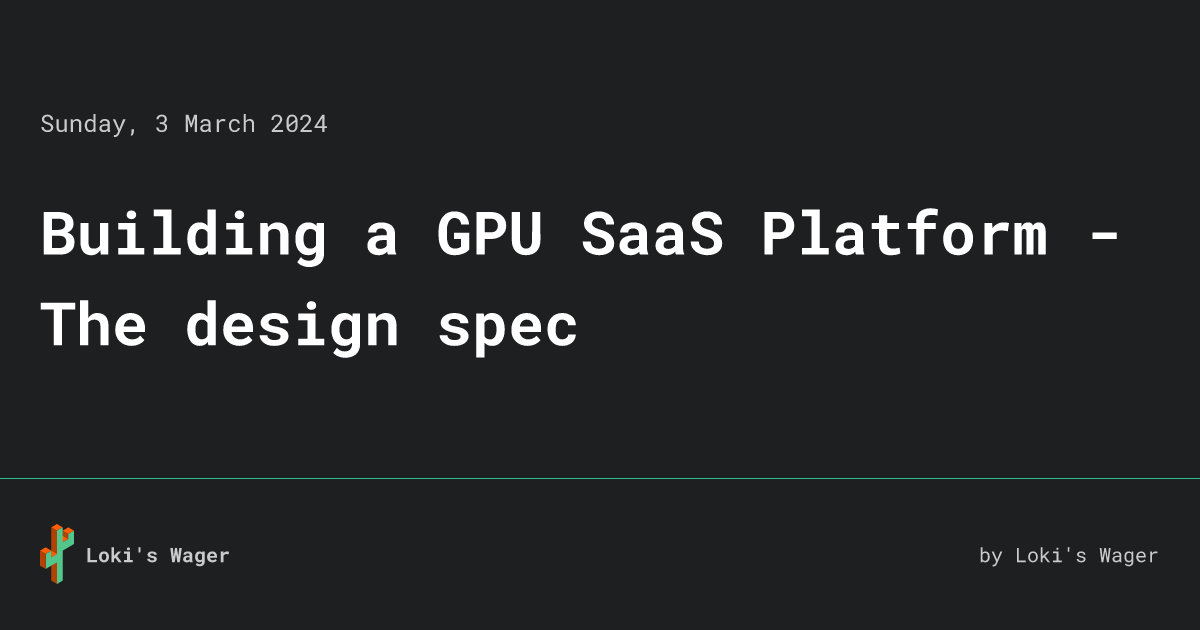 Sunday, 3 March 2024
Building a GPU SaaS Platform -
The design spec
Loki's Wager
by Loki's Wager